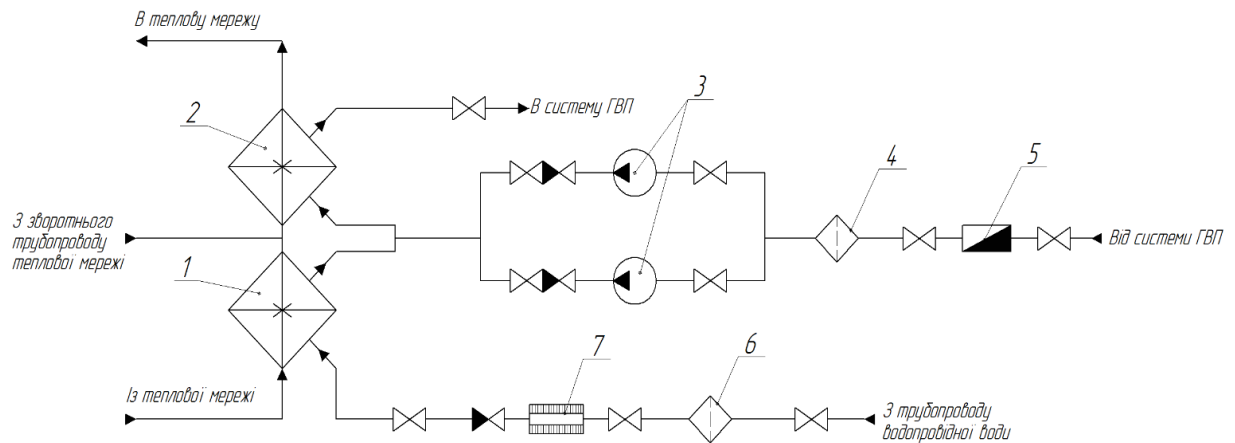 В теплову мережу
2
В систему ГВП
3
4
5
З зворотнього
трубопроводу
теплової мережі
1
Від системи ГВП
7
6
Із теплової мережі
З трубопроводу
водопровідної води